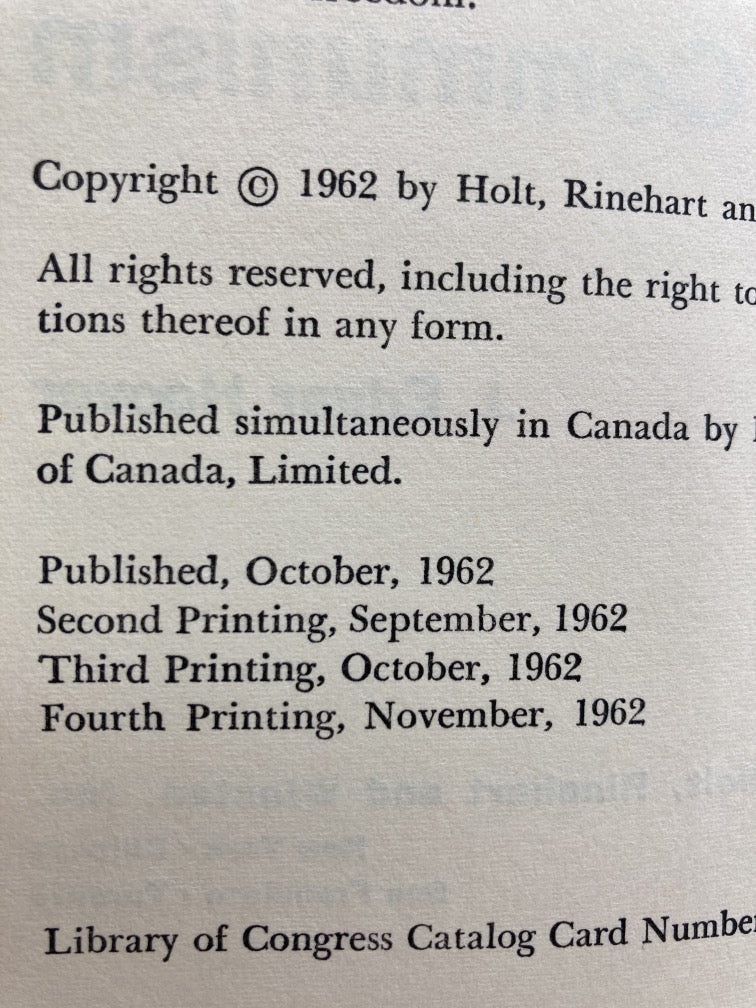 Copyright © 1962 by Holt, Rinehart an
All rights reserved, including the right to
tions thereof in any form.
Published simultaneously in Canada by
of Canada, Limited.
Published, October, 1962
Second Printing, September, 1962
Third Printing, October, 1962
Fourth Printing, November, 1962
Library of Congress Catalog Card Number